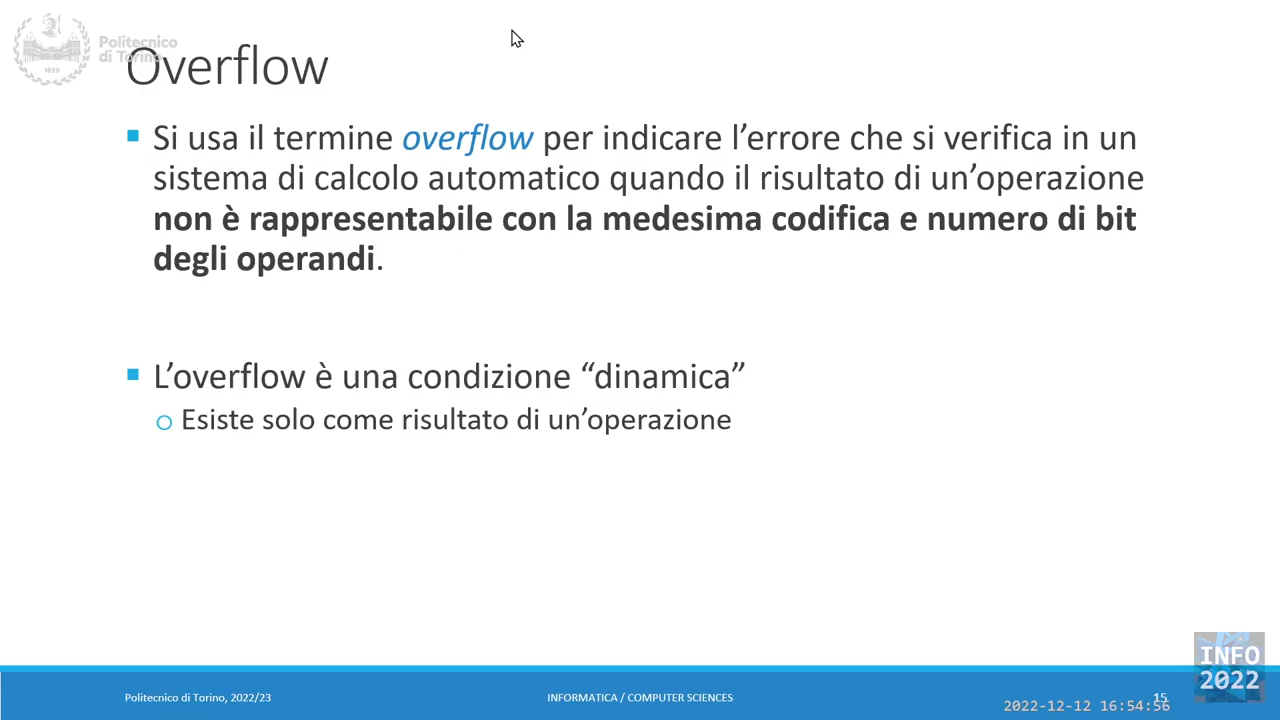 Politecnico
di Torino
1859
Overflow
Si usa il termine overflow per indicare l’errore che si verifica in un
sistema di calcolo automatico quando il risultato di un’operazione
non è rappresentabile con la medesima codifica e numero di bit
degli operandi.
L’overflow è una condizione “dinamica”
Esiste solo come risultato di un’operazione
INFO
2022
Politecnico di Torino, 2022/23
INFORMATICA / COMPUTER SCIENCES
15
2022-12-12 16:54:56